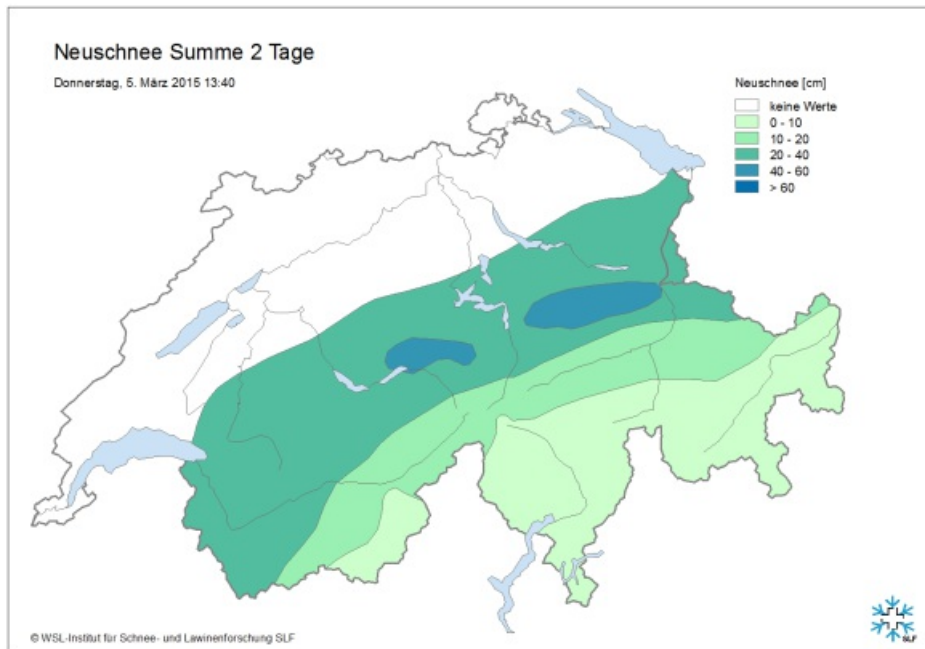 Neuschnee Summe 2 Tage
Donnerstag, 5. März 2015 13:40
Neuschnee [cm]
keine Werte
0 - 10
10 - 20
20 - 40
40 - 60
> 60
© WSL-Institut für Schnee- und Lawinenforschung SLF
SLF